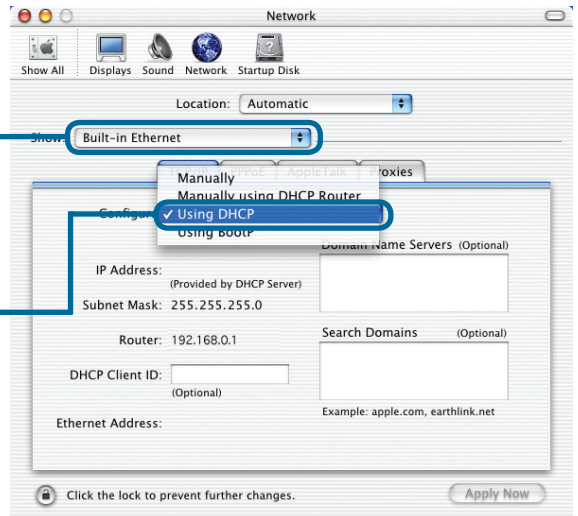 Network
Show All Displays Sound Network Startup Disk
Location: Automatic
Show: Built-in Ethernet
PPPoE AppleTalk Proxies
Manually
Manually using DHCP Router
Configure: ✓ Using DHCP
Using BootP
Domain Name Servers (Optional)
IP Address:
(Provided by DHCP Server)
Subnet Mask: 255.255.255.0
Router: 192.168.0.1
Search Domains (Optional)
DHCP Client ID:
(Optional)
Example: apple.com, earthlink.net
Ethernet Address:
Click the lock to prevent further changes.
Apply Now